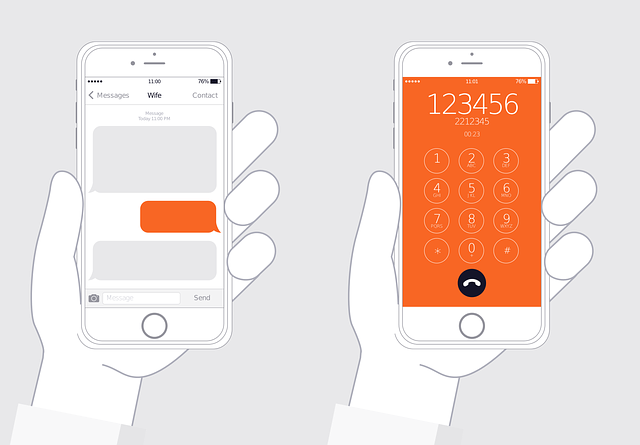 11:00 76%
Messages Wife Contact
iMessage
Today 11:00 PM
Message Send
11:01 76%
123456
2212345
00:23
1 2 3
ABC DEF
4 5 6
GHI JKL MNO
7 8 9
PQRS TUV WXYZ
* 0 #
+